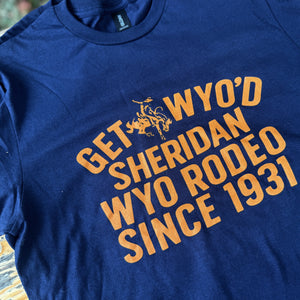 GET WYO'D
SHERIDAN
WYO RODEO
SINCE 1931